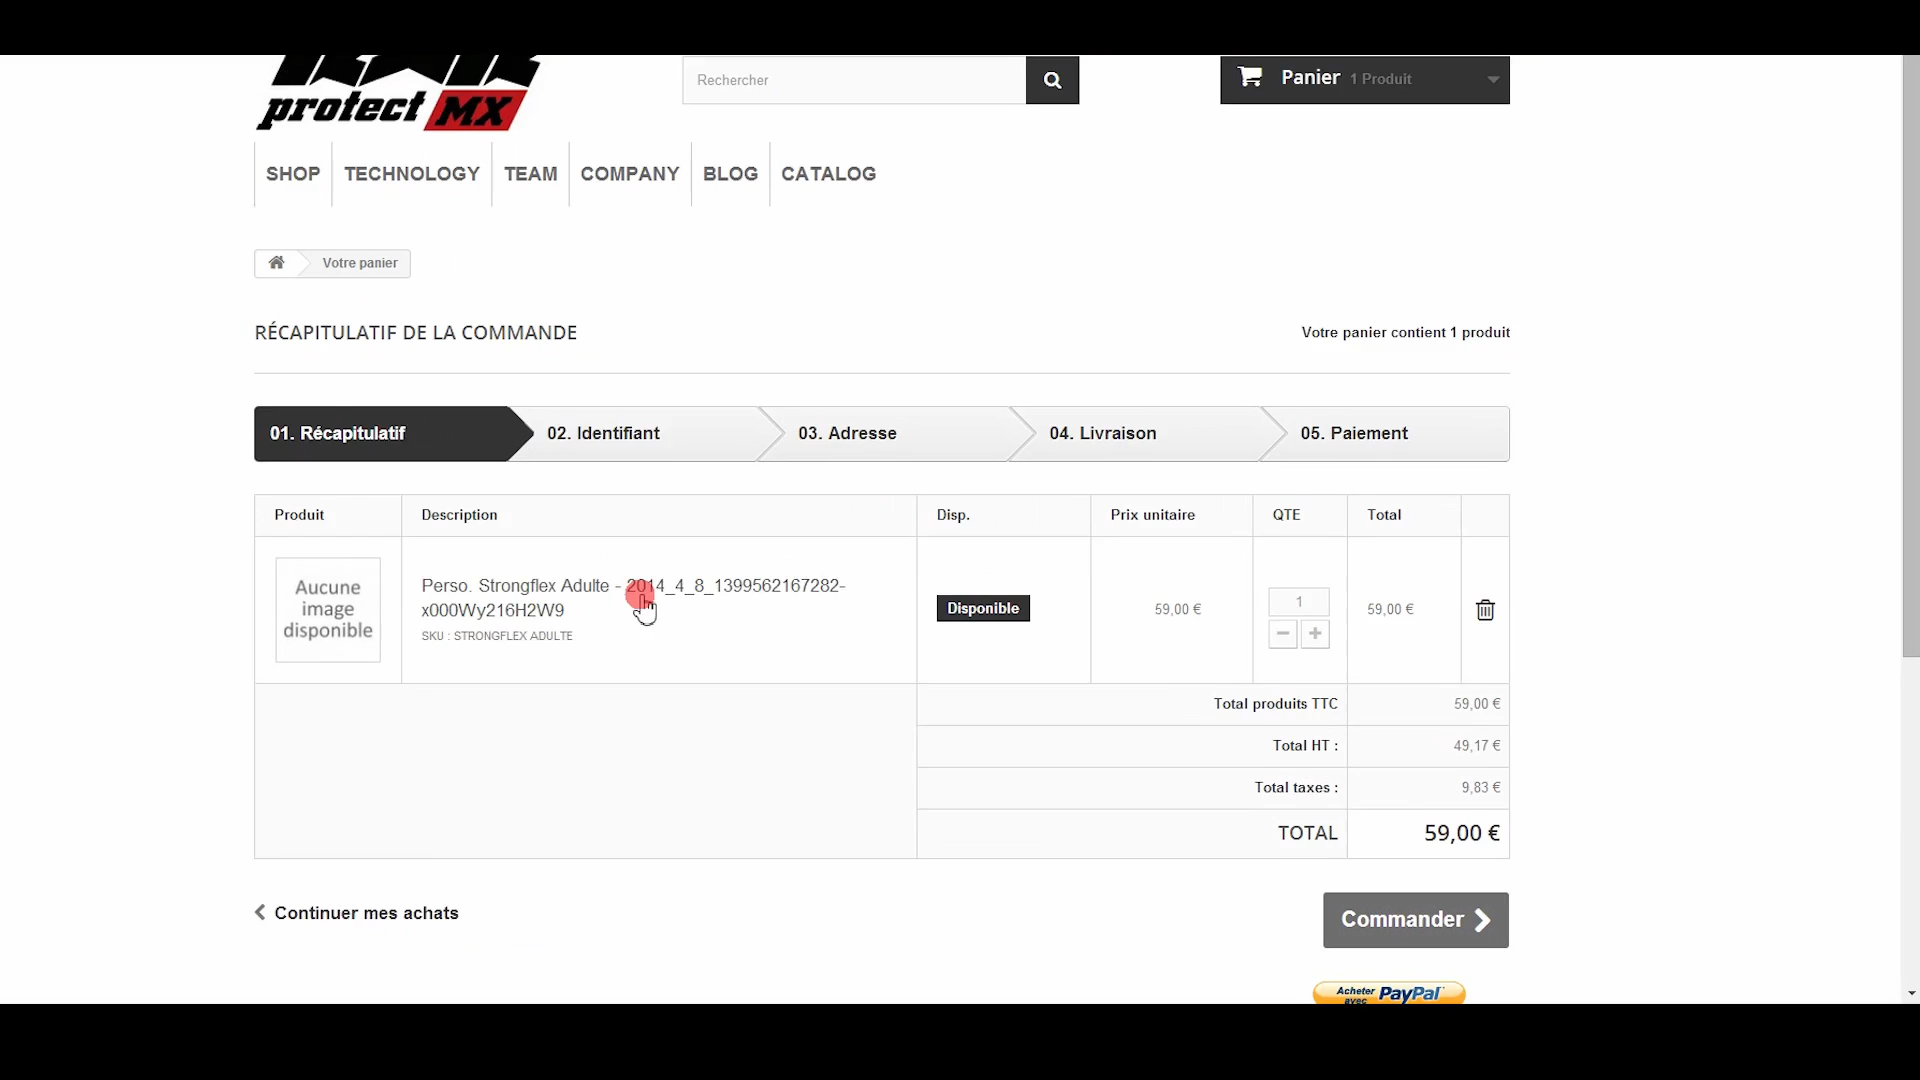 protect MX
Rechercher
Panier 1 Produit
SHOP TECHNOLOGY TEAM COMPANY BLOG CATALOG
Votre panier
RÉCAPITULATIF DE LA COMMANDE
Votre panier contient 1 produit
01. Récapitulatif 02. Identifiant 03. Adresse 04. Livraison 05. Paiement
Produit Description Disp. Prix unitaire QTE Total
Aucune
image
disponible
Perso. Strongflex Adulte - 2014_4_8_1399562167282-
x000Wy216H2W9
SKU : STRONGFLEX ADULTE
Disponible
59,00 €
1
59,00 €
Total produits TTC 59,00 €
Total HT : 49,17 €
Total taxes : 9,83 €
TOTAL 59,00 €
Continuer mes achats
Commander
Acheter
avec PayPal